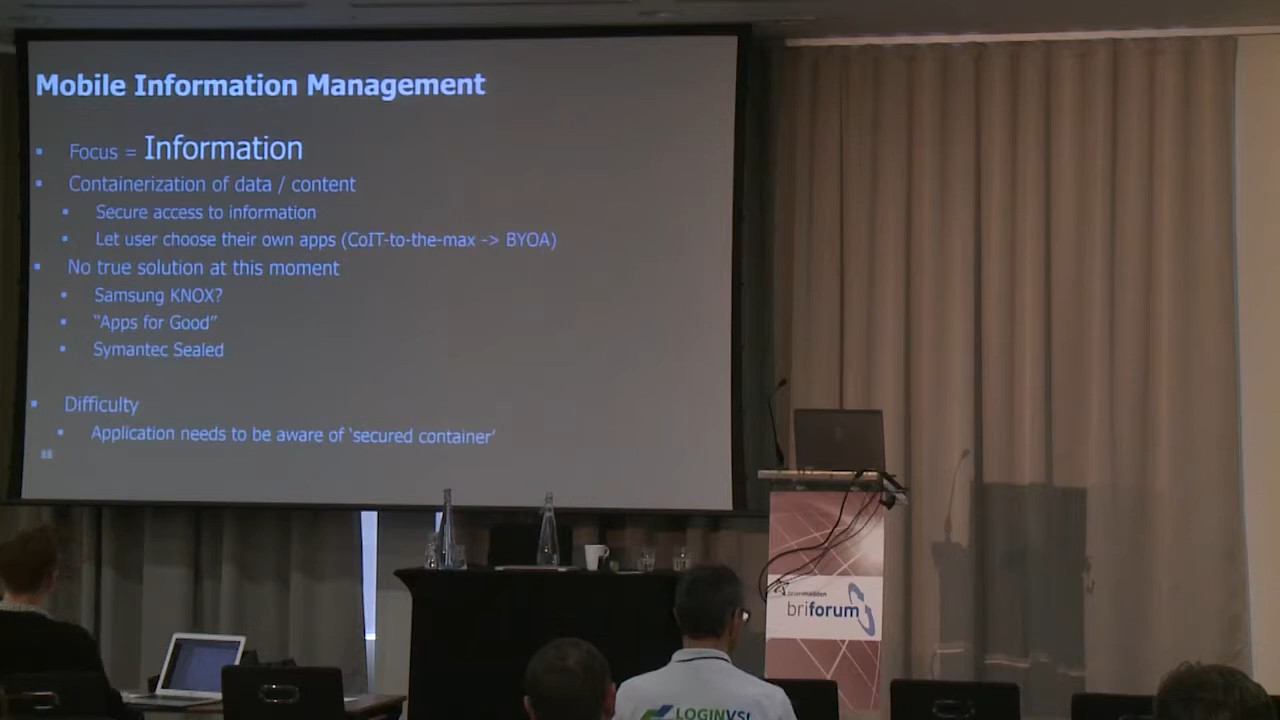 Mobile Information Management
Focus = Information
Containerization of data / content
Secure access to information
Let user choose their own apps (CoIT-to-the-max -> BYOA)
No true solution at this moment
Samsung KNOX?
“Apps for Good”
Symantec Sealed
Difficulty
Application needs to be aware of ‘secured container’
brianmadden
briforum
LOGINVSI